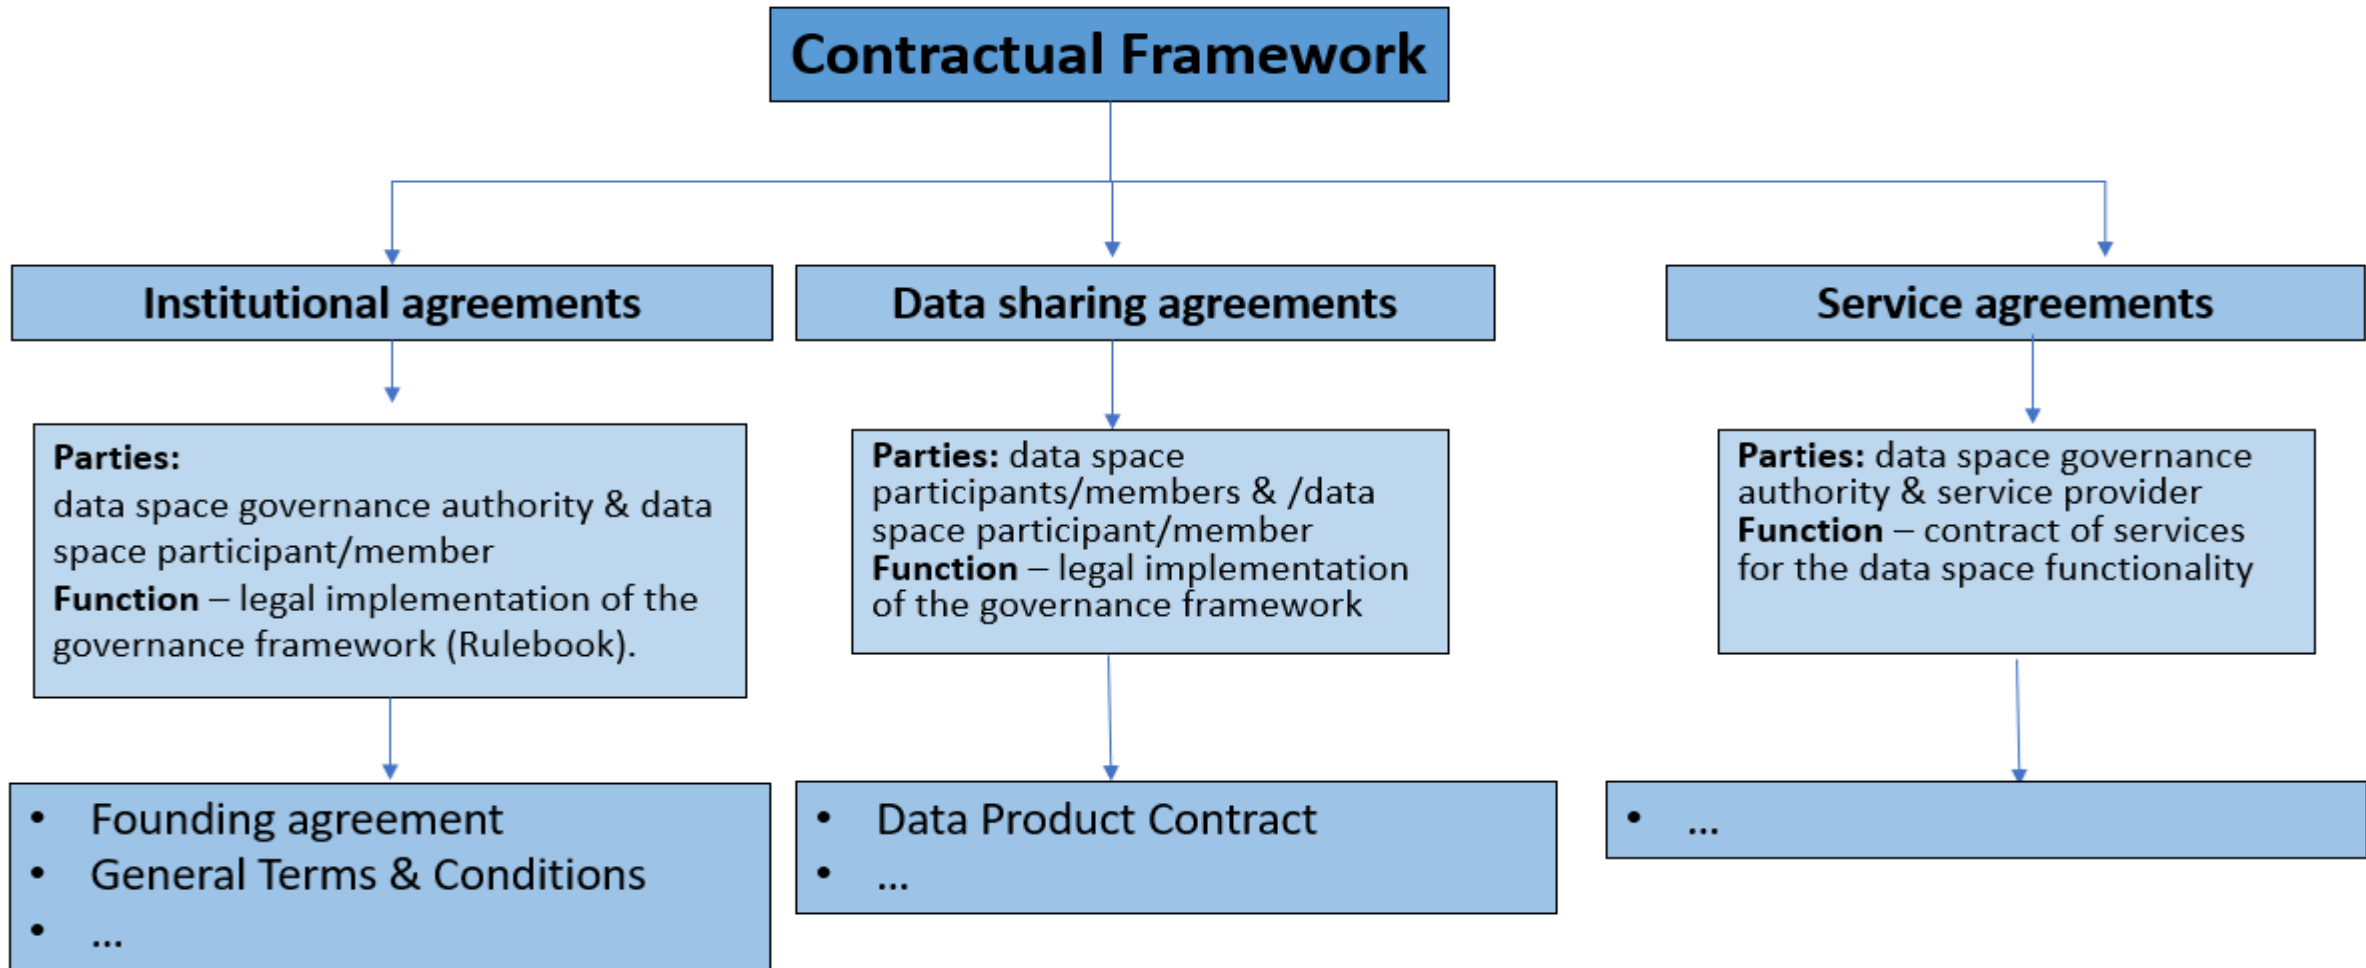 Contractual Framework
Institutional agreements
Data sharing agreements
Service agreements
Parties:
data space governance authority & data
space participant/member
Function – legal implementation of the
governance framework (Rulebook).
Parties: data space
participants/members & /data
space participant/member
Function – legal implementation
of the governance framework
Parties: data space governance
authority & service provider
Function – contract of services
for the data space functionality
• Founding agreement
• General Terms & Conditions
• ...
• Data Product Contract
• ...
• ...